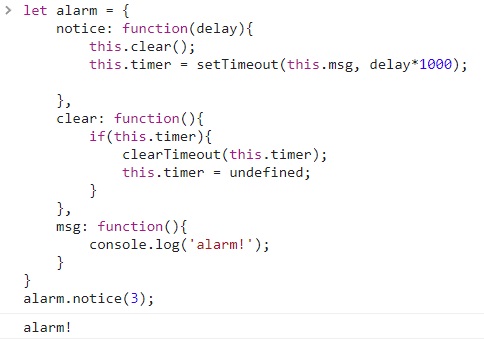 let alarm = {
    notice: function(delay){
        this.clear();
        this.timer = setTimeout(this.msg, delay*1000);

    },
    clear: function(){
        if(this.timer){
            clearTimeout(this.timer);
            this.timer = undefined;
        }
    },
    msg: function(){
        console.log('alarm!');
    }
}
alarm.notice(3);
alarm!